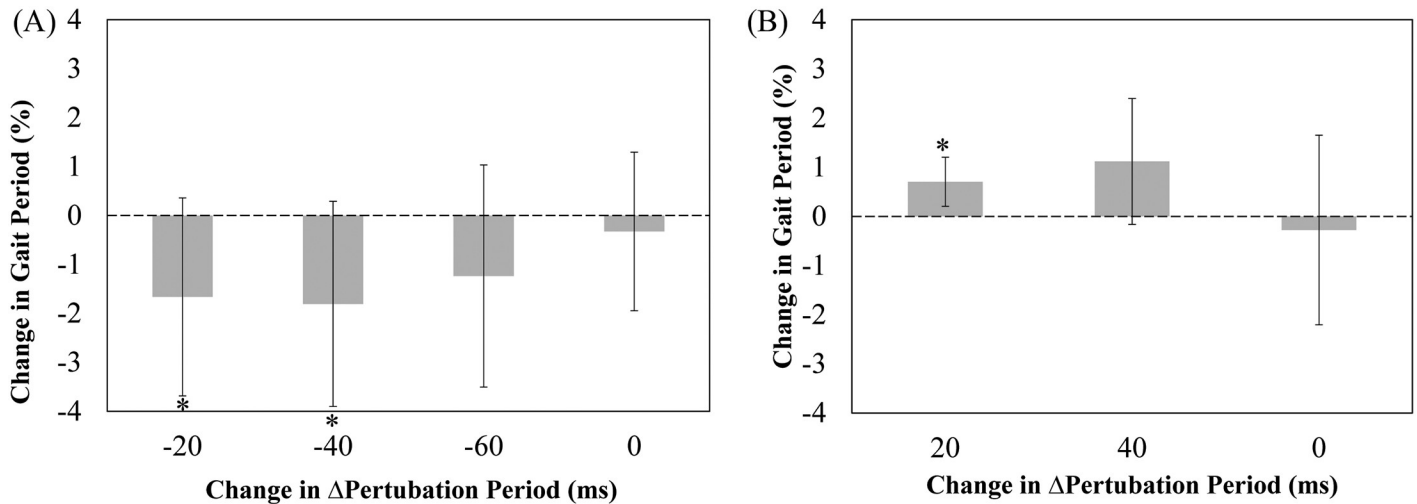 (A)
Change in Gait Period (%)
4
3
2
1
0
-1
-2
-3
-4
*
*
-20 -40 -60 0
Change in ΔPertubation Period (ms)
(B)
Change in Gait Period (%)
4
3
2
1
0
-1
-2
-3
-4
*
20 40 0
Change in ΔPertubation Period (ms)